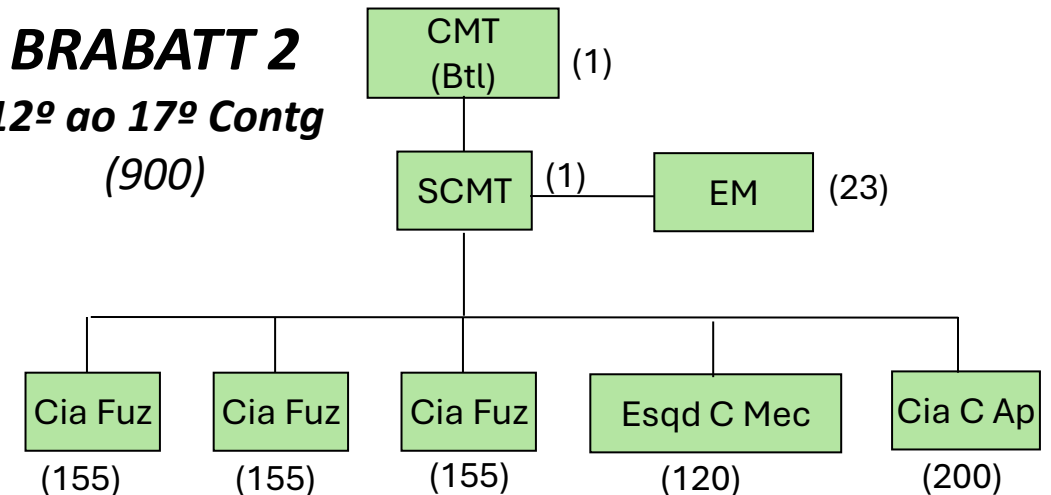 BRABATT 2
12º ao 17º Contg
(900)
CMT
(Btl)
(1)
SCMT
(1)
EM
(23)
Cia Fuz
Cia Fuz
Cia Fuz
Esqd C Mec
Cia C Ap
(155)
(155)
(155)
(120)
(200)